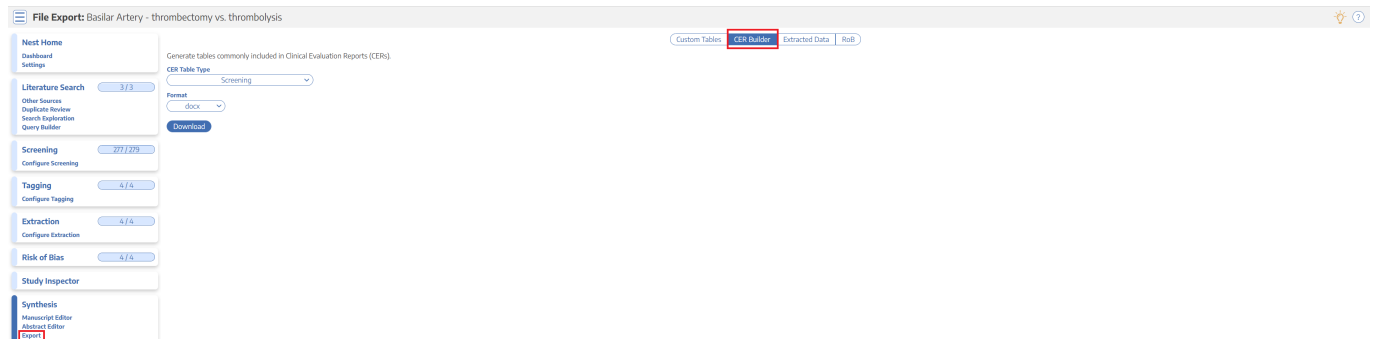 File Export: Basilar Artery - thrombectomy vs. thrombolysis
?
Nest Home
Dashboard
Settings
Literature Search 3 / 3
Other Sources
Duplicate Review
Search Exploration
Query Builder
Screening 277 / 279
Configure Screening
Tagging 4 / 4
Configure Tagging
Extraction 4 / 4
Configure Extraction
Risk of Bias 4 / 4
Study Inspector
Synthesis
Manuscript Editor
Abstract Editor
Export
Custom Tables CER Builder Extracted Data RoB
Generate tables commonly included in Clinical Evaluation Reports (CERs).
CER Table Type
Screening
Format
docx
Download